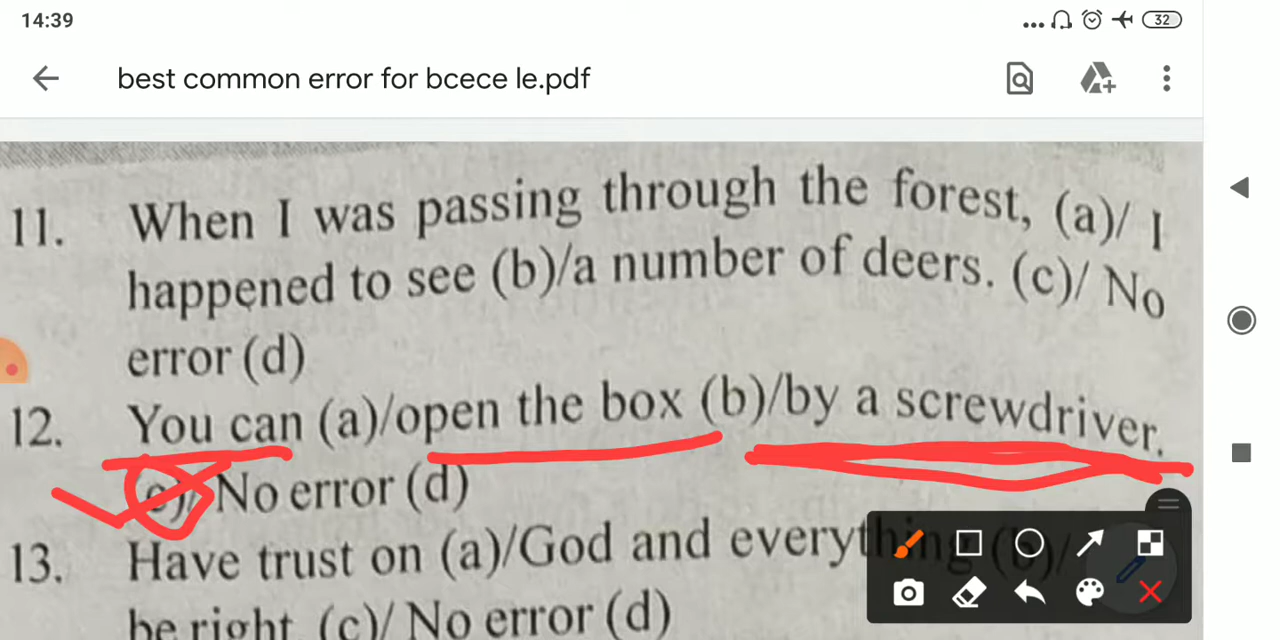 14:39
32
best common error for bcece le.pdf
11. When I was passing through the forest, (a)/ I
happened to see (b)/a number of deers. (c)/ No
error (d)
12. You can (a)/open the box (b)/by a screwdriver.
(c)/ No error (d)
13. Have trust on (a)/God and everything (b)/
be right. (c)/ No error (d)